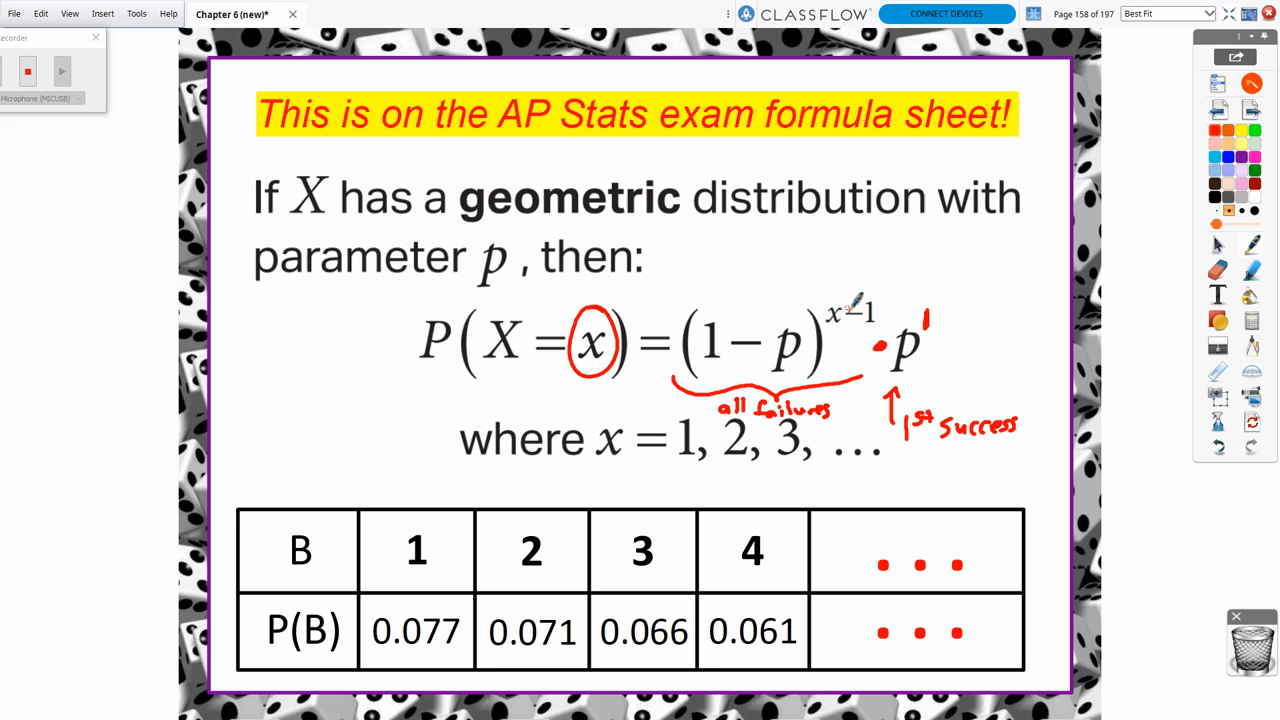 File Edit View Insert Tools Help
Chapter 6 (new)*
CLASSFLOW
CONNECT DEVICES
Page 158 of 197
Best Fit
ecorder
Microphone (MICUSB)
This is on the AP Stats exam formula sheet!
If X has a geometric distribution with
parameter p , then:
P(X = x) = (1 − p)^{x−1} · p^1
all failures
1st success
where x = 1, 2, 3, …
B 1 2 3 4 ...
P(B) 0.077 0.071 0.066 0.061 ...
T